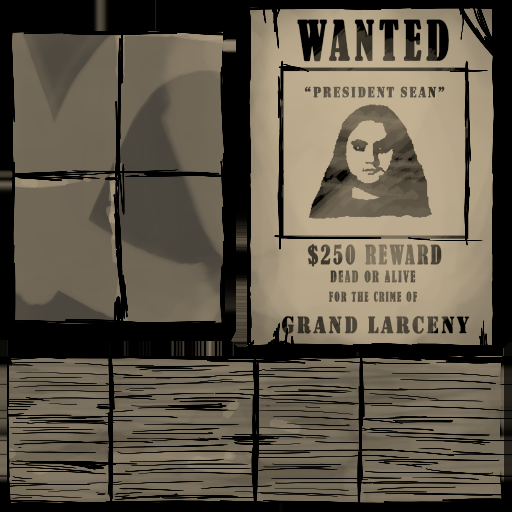 WANTED
“PRESIDENT SEAN”
$250 REWARD
DEAD OR ALIVE
FOR THE CRIME OF
GRAND LARCENY